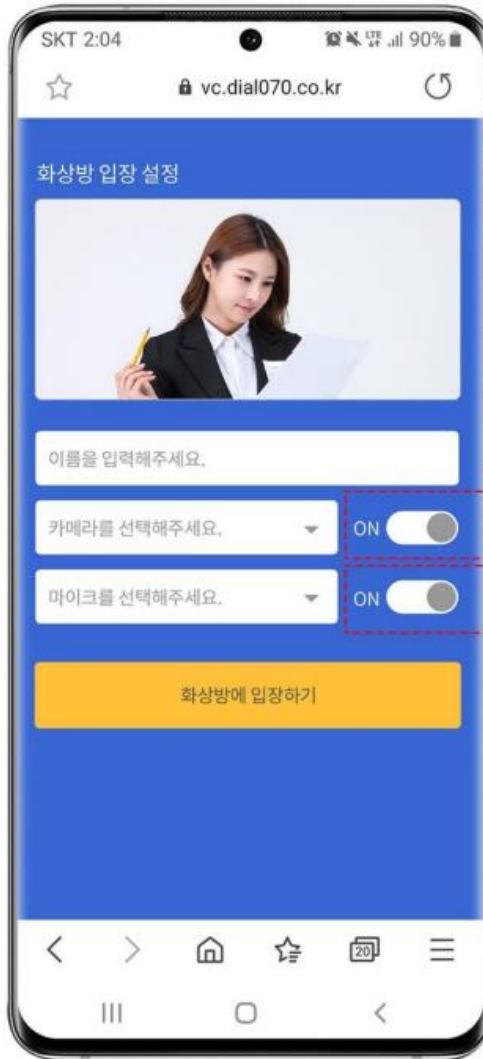 SKT 2:04
LTE 90%
vc.dial070.co.kr
화상방 입장 설정
이름을 입력해주세요.
카메라를 선택해주세요.
ON
마이크를 선택해주세요.
ON
화상방에 입장하기
20